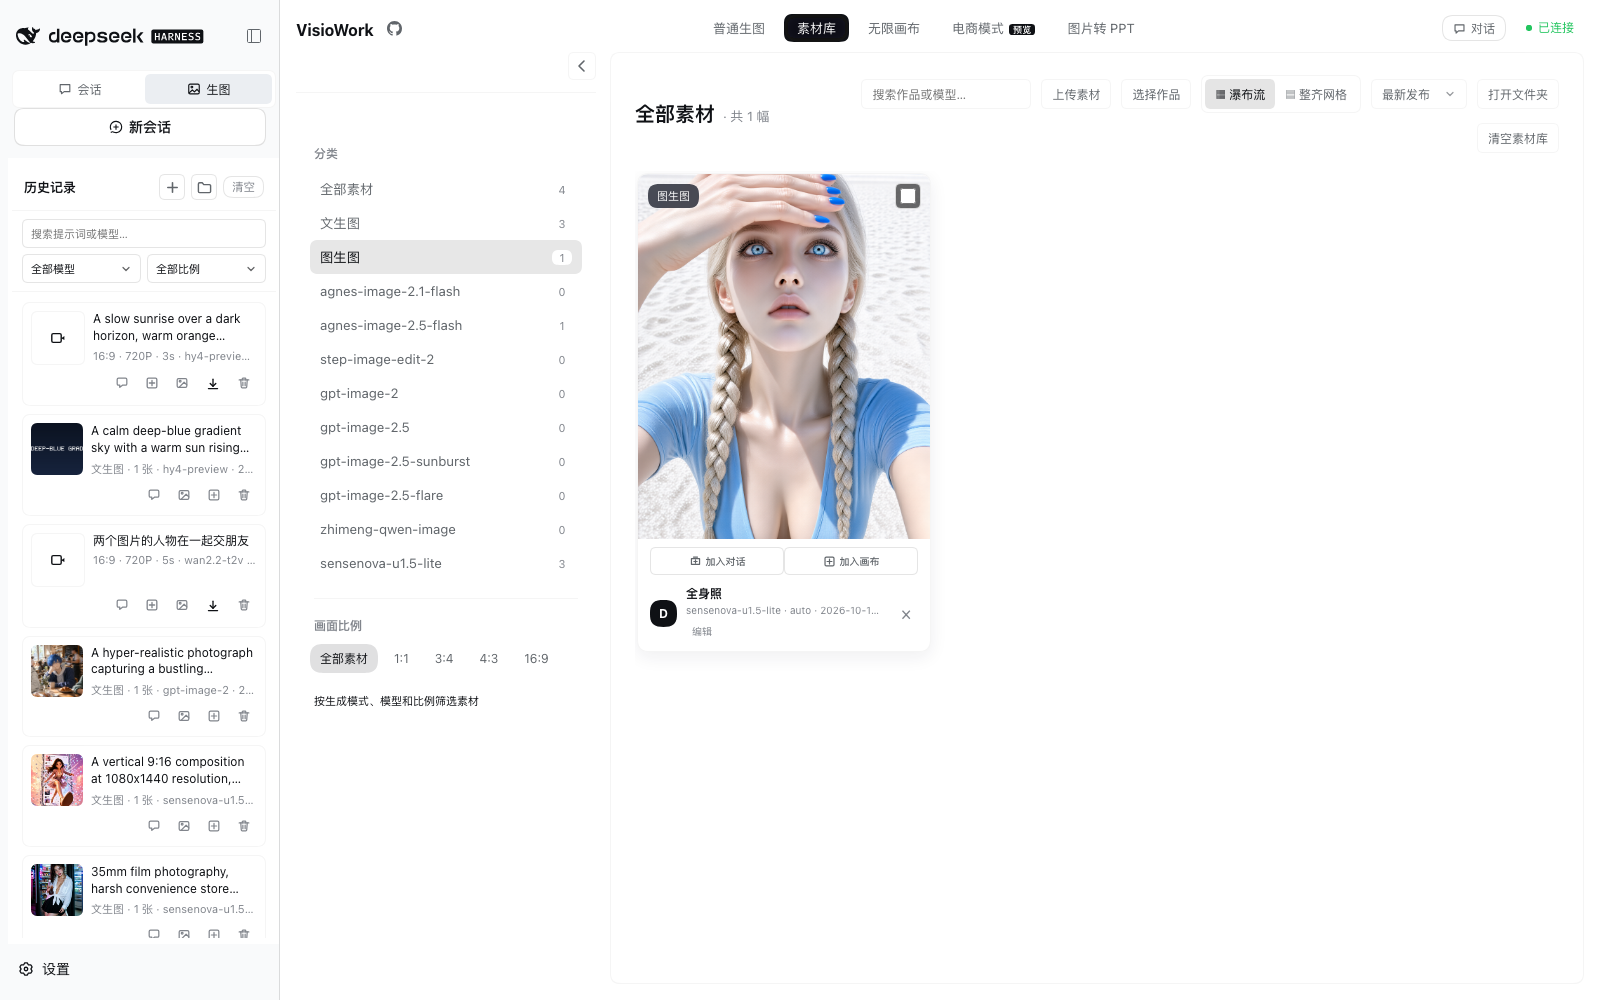 deepseek HARNESS
会话
生图
新会话
历史记录
清空
搜索提示词或模型...
全部模型
全部比例
A slow sunrise over a dark
horizon, warm orange...
16:9 · 720P · 3s · hy4-previe...
A calm deep-blue gradient
sky with a warm sun rising...
文生图 · 1 张 · hy4-preview · 2...
两个图片的人物在一起交朋友
16:9 · 720P · 5s · wan2.2-t2v ...
A hyper-realistic photograph
capturing a bustling...
文生图 · 1 张 · gpt-image-2 · 2...
A vertical 9:16 composition
at 1080x1440 resolution,...
文生图 · 1 张 · sensenova-u1.5...
35mm film photography,
harsh convenience store...
文生图 · 1 张 · sensenova-u1.5...
设置
VisioWork
普通生图
素材库
无限画布
电商模式 预览
图片转 PPT
对话
已连接
分类
全部素材 4
文生图 3
图生图 1
agnes-image-2.1-flash 0
agnes-image-2.5-flash 1
step-image-edit-2 0
gpt-image-2 0
gpt-image-2.5 0
gpt-image-2.5-sunburst 0
gpt-image-2.5-flare 0
zhimeng-qwen-image 0
sensenova-u1.5-lite 3
画面比例
全部素材 1:1 3:4 4:3 16:9
按生成模式、模型和比例筛选素材
全部素材 · 共 1 幅
搜索作品或模型...
上传素材
选择作品
瀑布流
整齐网格
最新发布
打开文件夹
清空素材库
图生图
加入对话
加入画布
D
全身照
sensenova-u1.5-lite · auto · 2026-10-1...
编辑